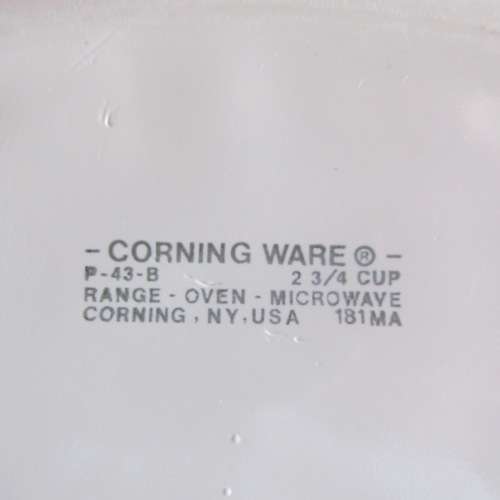 - CORNING WARE ® -
P-43-B 2 3/4 CUP
RANGE - OVEN - MICROWAVE
CORNING, NY, USA 181MA